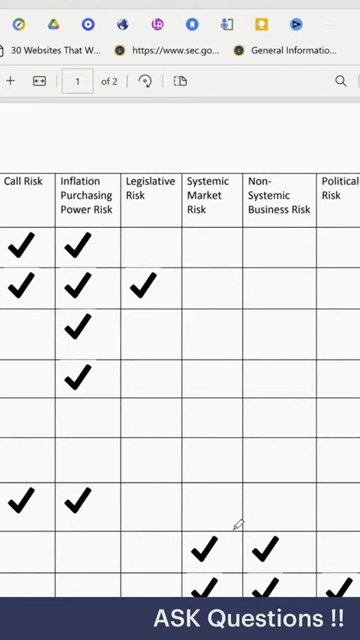 30 Websites That W...
https://www.sec.go...
General Informatio...
1 of 2
Call Risk
Inflation
Purchasing
Power Risk
Legislative
Risk
Systemic
Market
Risk
Non-
Systemic
Business Risk
Political
Risk
ASK Questions !!